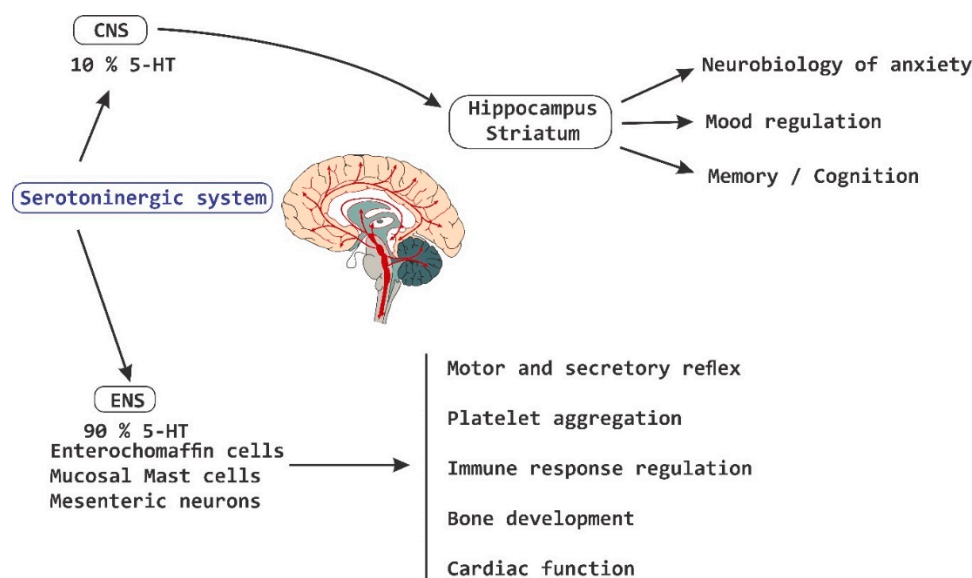 CNS
10 % 5-HT
Hippocampus
Striatum
Neurobiology of anxiety
Mood regulation
Memory / Cognition
Serotoninergic system
ENS
90 % 5-HT
Enterochomaffin cells
Mucosal Mast cells
Mesenteric neurons
Motor and secretory reflex
Platelet aggregation
Immune response regulation
Bone development
Cardiac function